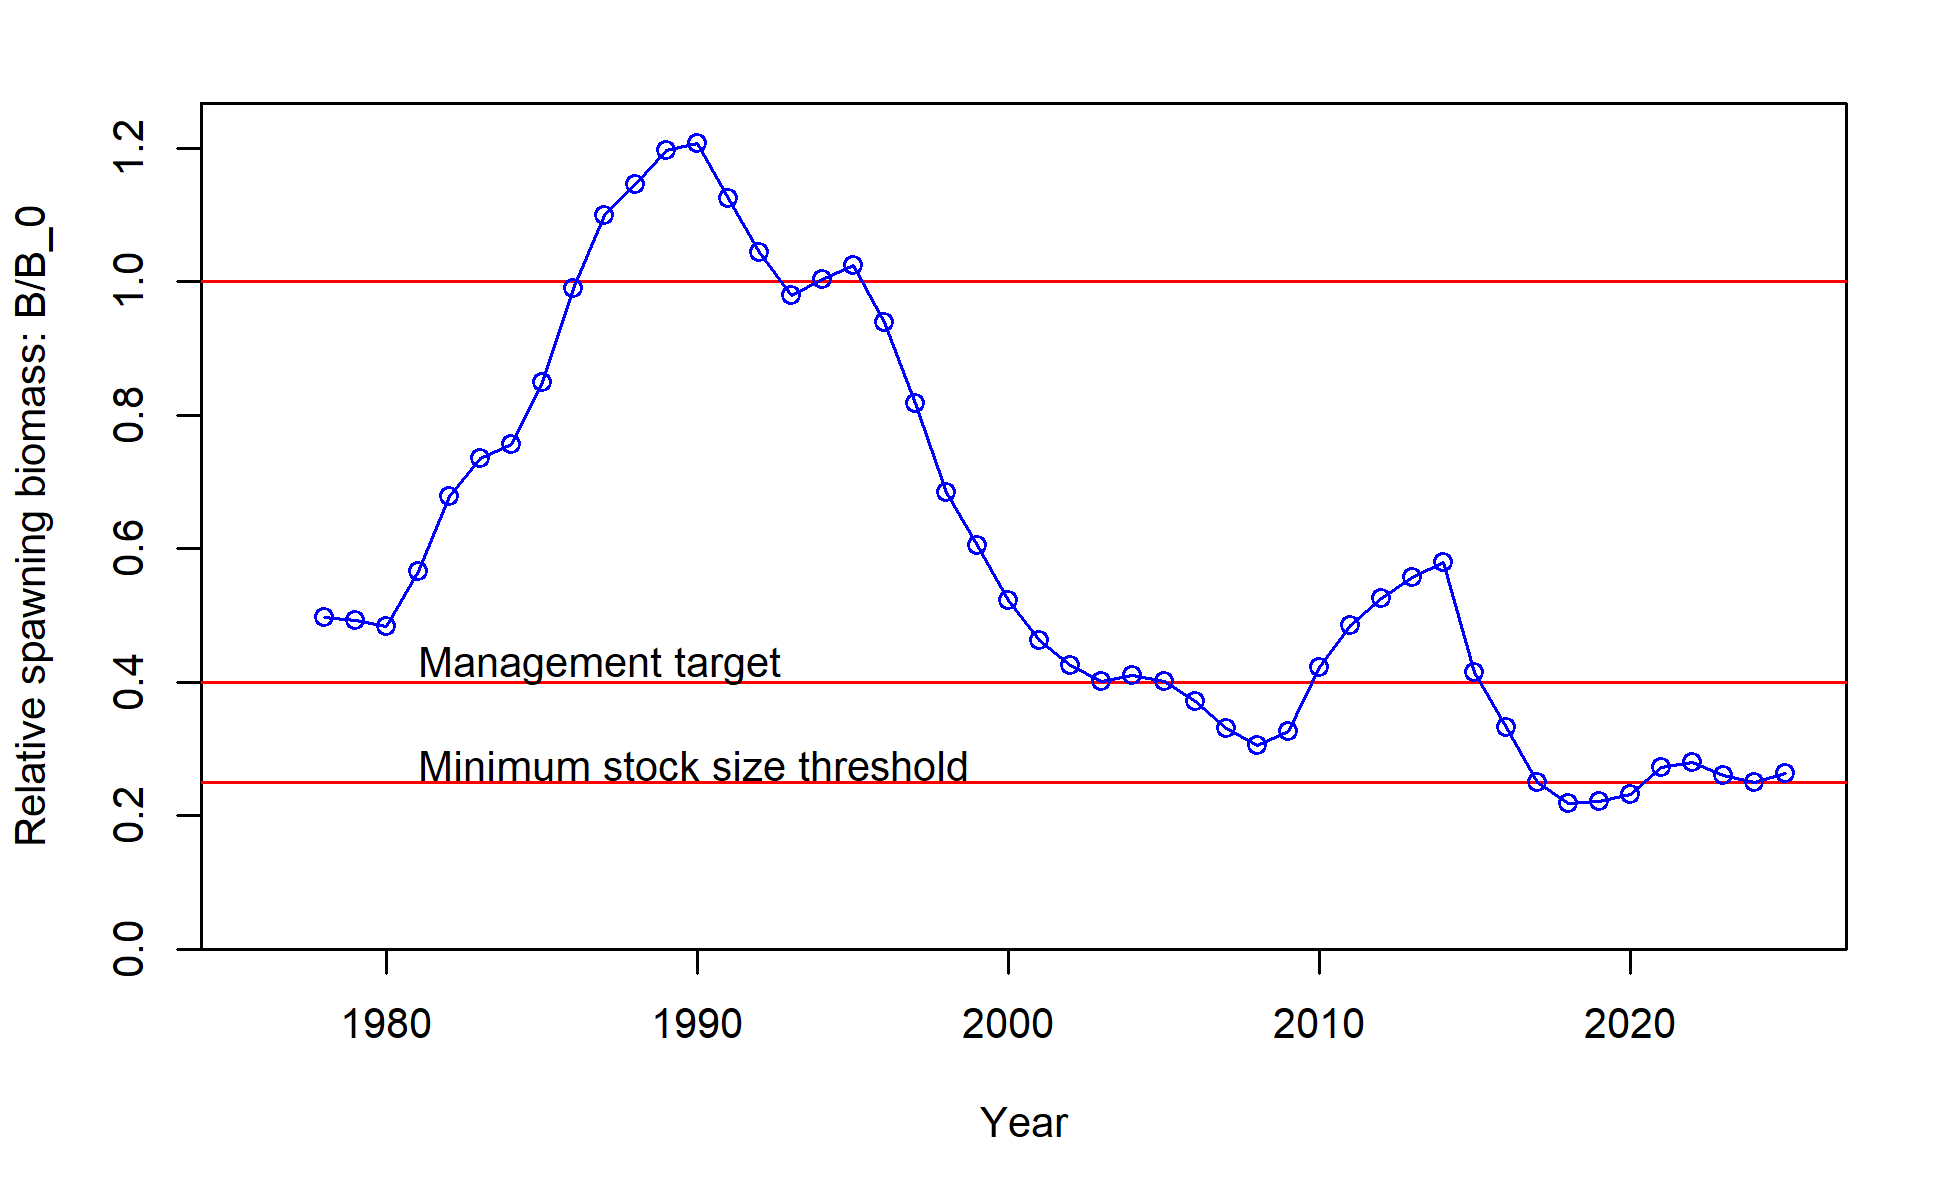 Relative spawning biomass: B/B_0
1.2
1.0
0.8
0.6
0.4
0.2
0.0
Management target
Minimum stock size threshold
1980 1990 2000 2010 2020
Year